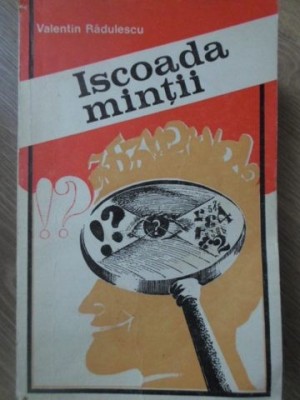 Valentin Rădulescu
Iscoada
minții
!?